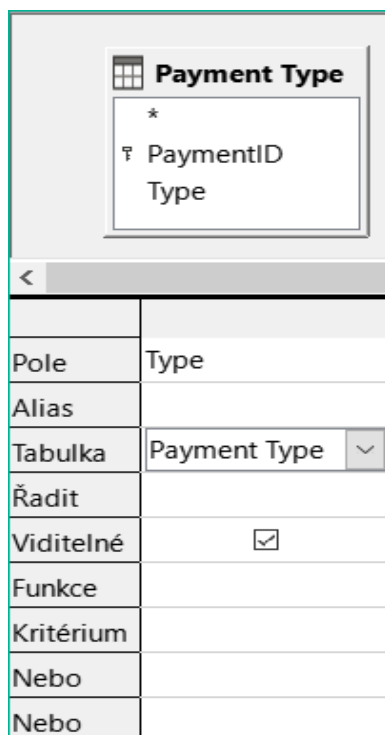 Payment Type
*
PaymentID
Type
Pole Type
Alias
Tabulka Payment Type
Řadit
Viditelné
Funkce
Kritérium
Nebo
Nebo